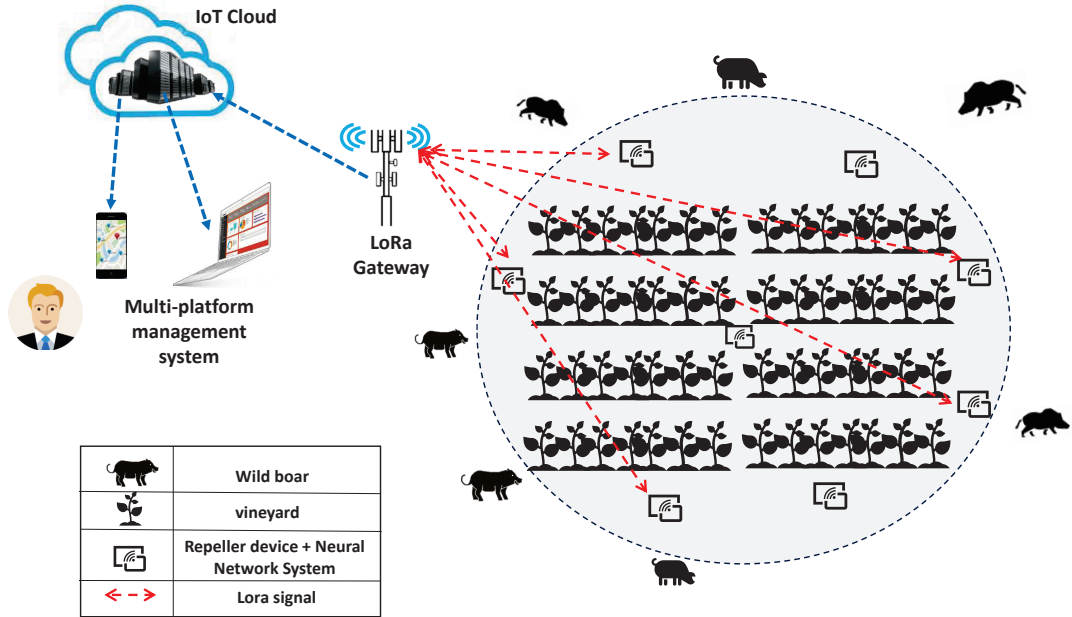 IoT Cloud
LoRa
Gateway
Multi-platform
management
system
Wild boar
vineyard
Repeller device + Neural
Network System
Lora signal